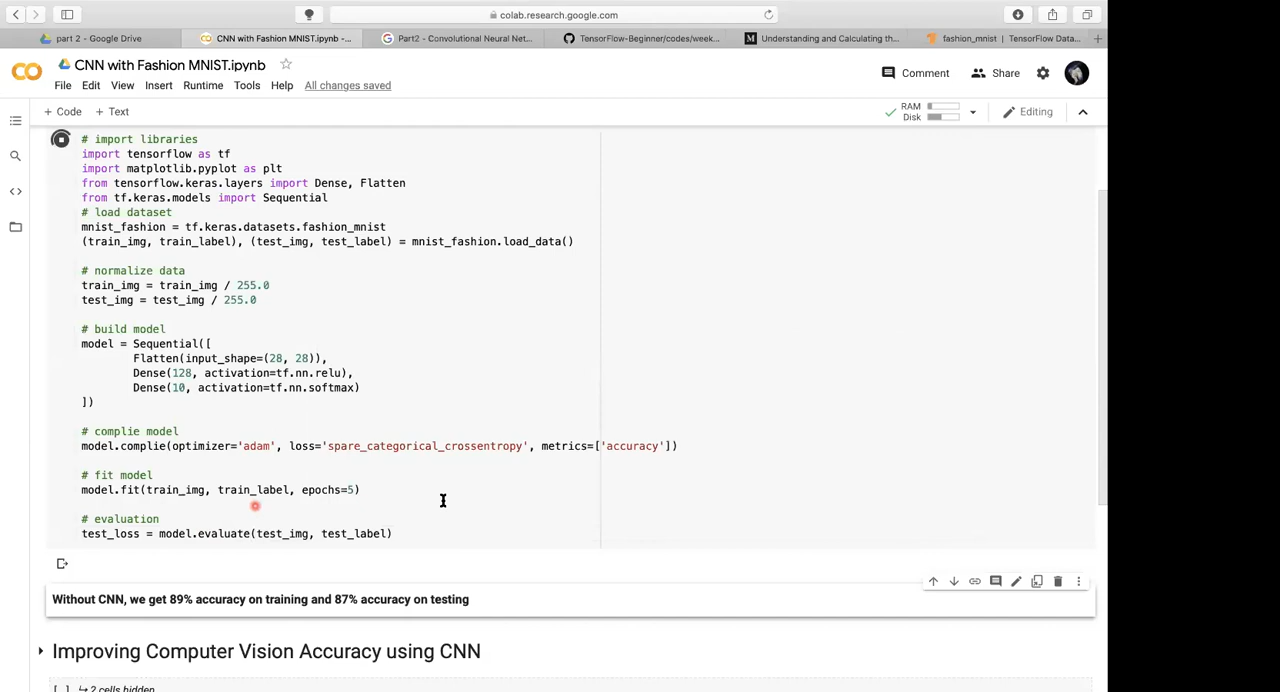 colab.research.google.com
part 2 - Google Drive
CNN with Fashion MNIST.ipynb -...
Part2 - Convolutional Neural Net...
TensorFlow-Beginner/codes/week...
Understanding and Calculating th...
fashion_mnist | TensorFlow Data...
CNN with Fashion MNIST.ipynb
Comment
Share
File Edit View Insert Runtime Tools Help All changes saved
+ Code + Text
RAM
Disk
Editing
# import libraries
import tensorflow as tf
import matplotlib.pyplot as plt
from tensorflow.keras.layers import Dense, Flatten
from tf.keras.models import Sequential
# load dataset
mnist_fashion = tf.keras.datasets.fashion_mnist
(train_img, train_label), (test_img, test_label) = mnist_fashion.load_data()
# normalize data
train_img = train_img / 255.0
test_img = test_img / 255.0
# build model
model = Sequential([
Flatten(input_shape=(28, 28)),
Dense(128, activation=tf.nn.relu),
Dense(10, activation=tf.nn.softmax)
])
# complie model
model.complie(optimizer='adam', loss='spare_categorical_crossentropy', metrics=['accuracy'])
# fit model
model.fit(train_img, train_label, epochs=5)
# evaluation
test_loss = model.evaluate(test_img, test_label)
Without CNN, we get 89% accuracy on training and 87% accuracy on testing
Improving Computer Vision Accuracy using CNN
[ ] ↳ 2 cells hidden